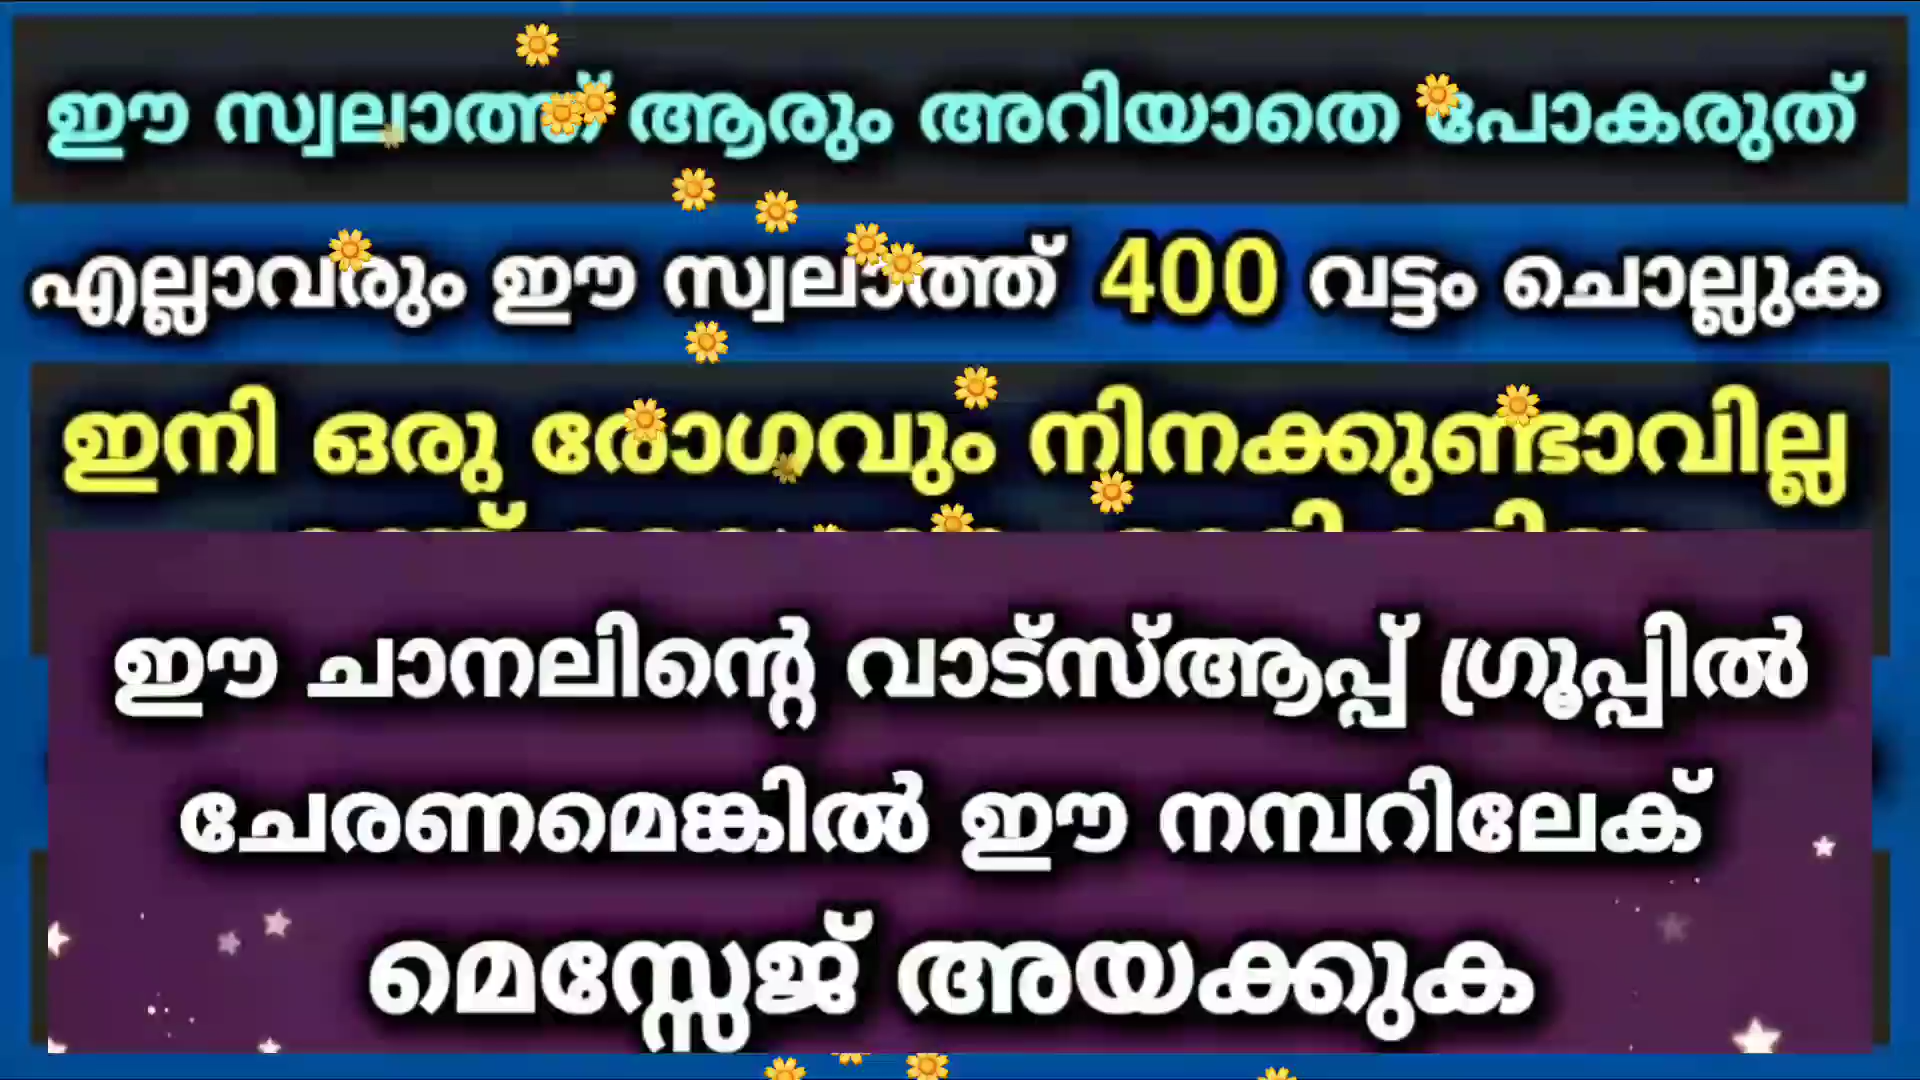 ഈ സ്വലാത്ത് ആരും അറിയാതെ പോകരുത്
എല്ലാവരും ഈ സ്വലാത്ത് 400 വട്ടം ചൊല്ലുക
ഇനി ഒരു രോഗവും നിനക്കുണ്ടാവില്ല
ഈ ചാനലിന്റെ വാട്സ്ആപ്പ് ഗ്രൂപ്പിൽ
ചേരണമെങ്കിൽ ഈ നമ്പറിലേക്
മെസ്സേജ് അയക്കുക